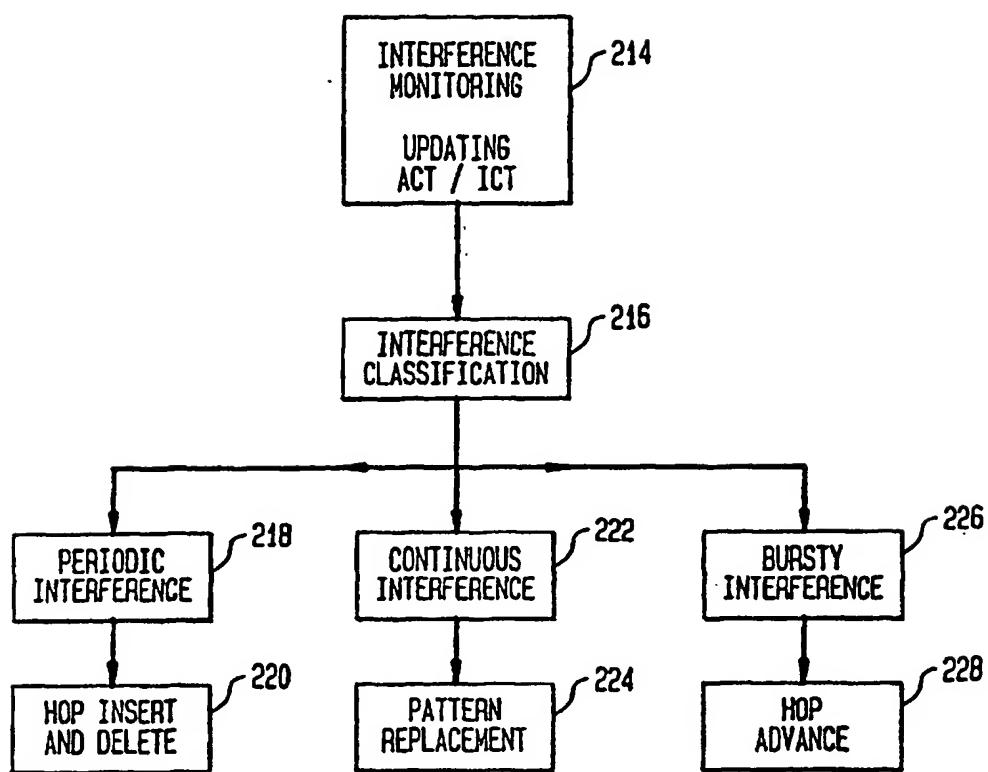 INTERFERENCE
MONITORING
UPDATING
ACT / ICT
214
INTERFERENCE
CLASSIFICATION
216
PERIODIC
INTERFERENCE
218
CONTINUOUS
INTERFERENCE
222
BURSTY
INTERFERENCE
226
HOP INSERT
AND DELETE
220
PATTERN
REPLACEMENT
224
HOP
ADVANCE
228